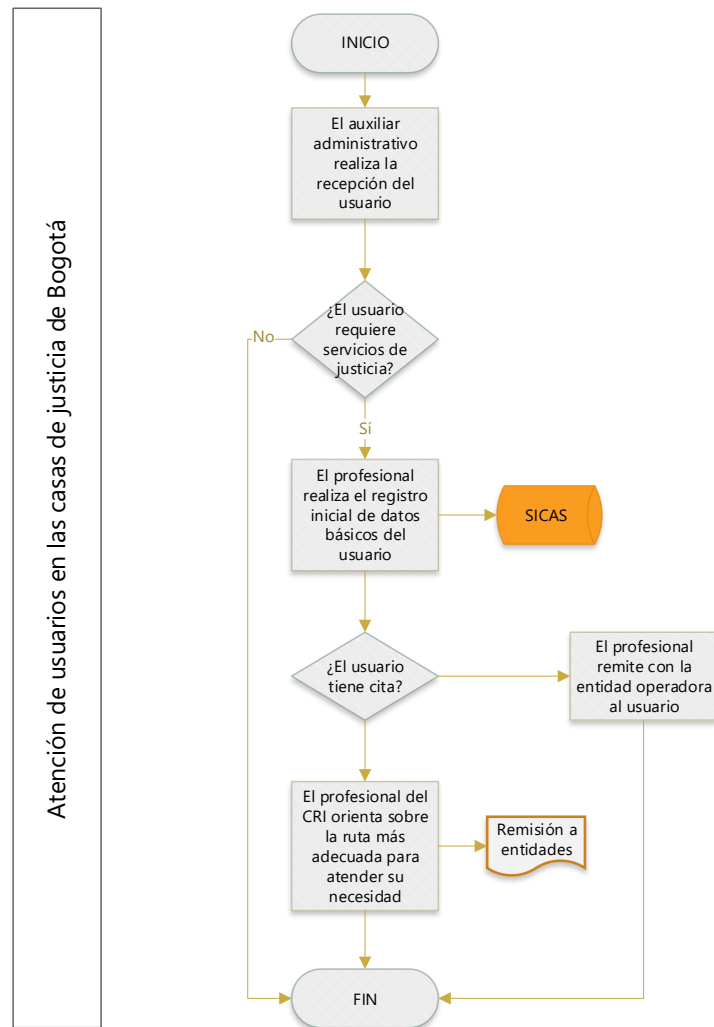 Atención de usuarios en las casas de justicia de Bogotá
INICIO
El auxiliar
administrativo
realiza la
recepción del
usuario
¿El usuario
requiere
servicios de
justicia?
No
Sí
El profesional
realiza el registro
inicial de datos
básicos del
usuario
SICAS
¿El usuario
tiene cita?
El profesional
remite con la
entidad operadora
al usuario
El profesional del
CRI orienta sobre
la ruta más
adecuada para
atender su
necesidad
Remisión a
entidades
FIN